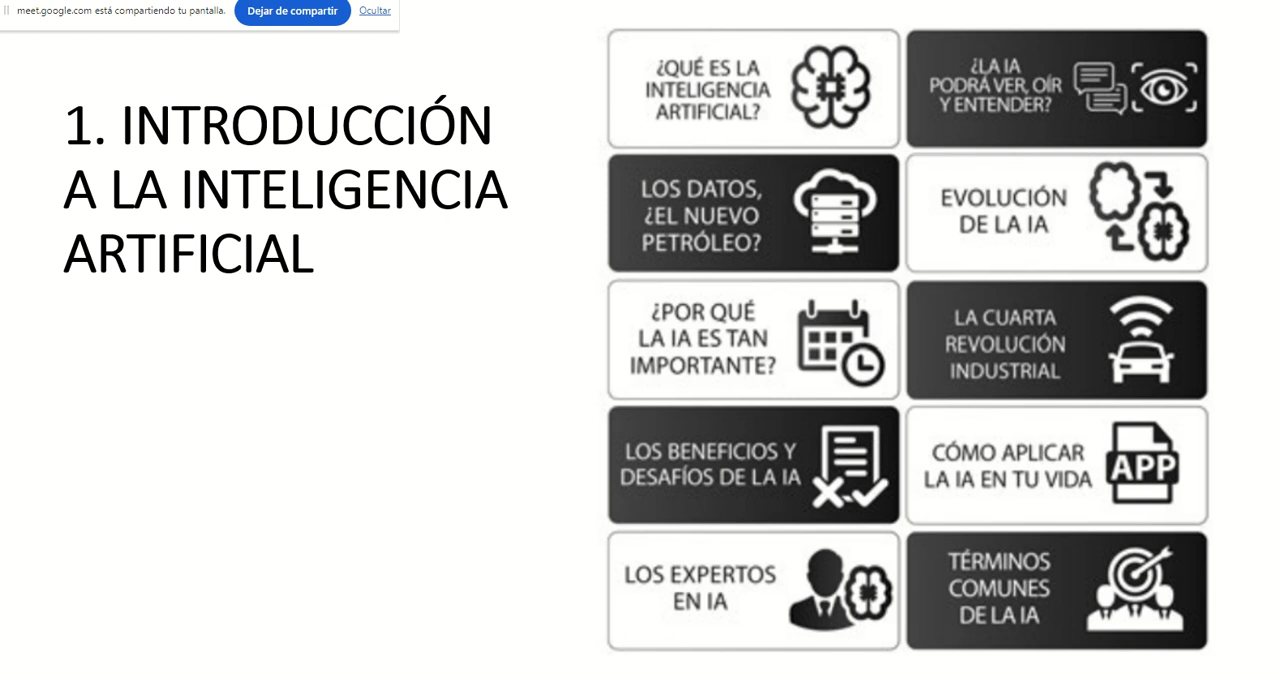 meet.google.com está compartiendo tu pantalla.
Dejar de compartir
Ocultar
1. INTRODUCCIÓN
A LA INTELIGENCIA
ARTIFICIAL
¿QUÉ ES LA
INTELIGENCIA
ARTIFICIAL?
¿LA IA
PODRÁ VER, OÍR
Y ENTENDER?
LOS DATOS,
¿EL NUEVO
PETRÓLEO?
EVOLUCIÓN
DE LA IA
¿POR QUÉ
LA IA ES TAN
IMPORTANTE?
LA CUARTA
REVOLUCIÓN
INDUSTRIAL
LOS BENEFICIOS Y
DESAFÍOS DE LA IA
CÓMO APLICAR
LA IA EN TU VIDA
APP
LOS EXPERTOS
EN IA
TÉRMINOS
COMUNES
DE LA IA